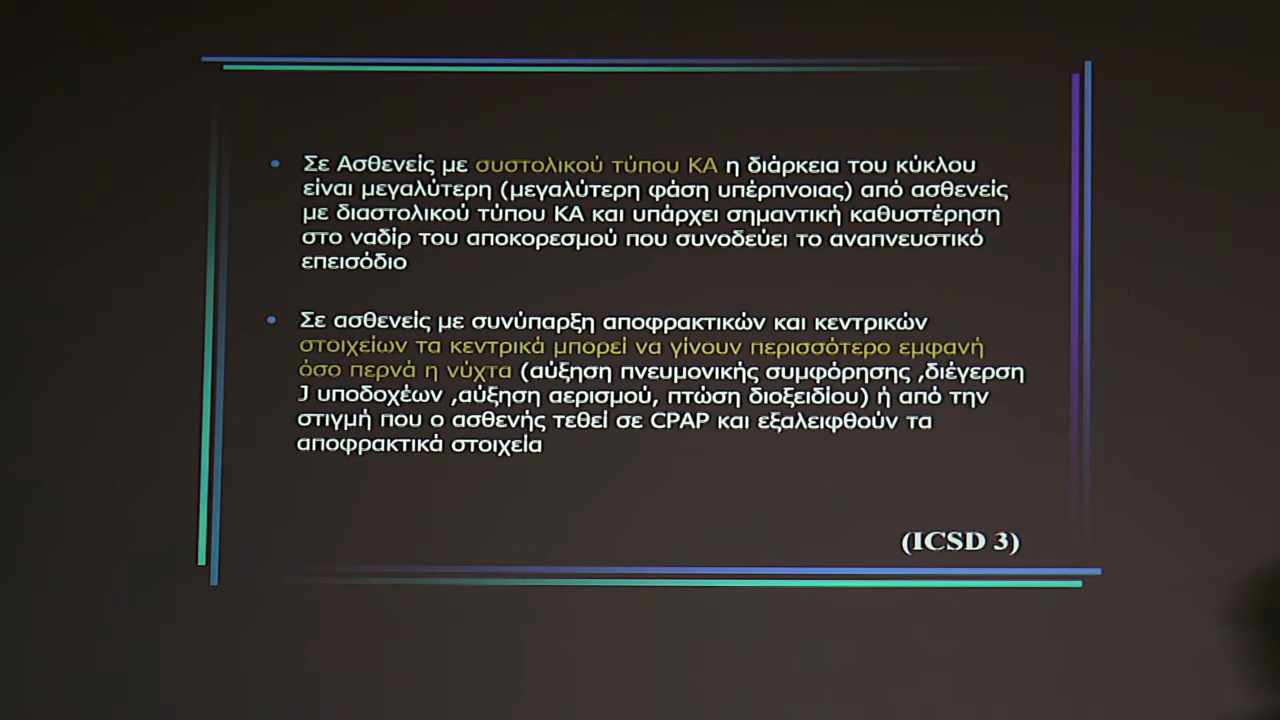 • Σε Ασθενείς με συστολικού τύπου ΚΑ η διάρκεια του κύκλου
είναι μεγαλύτερη (μεγαλύτερη φάση υπέρπνοιας) από ασθενείς
με διαστολικού τύπου ΚΑ και υπάρχει σημαντική καθυστέρηση
στο ναδίρ του αποκορεσμού που συνοδεύει το αναπνευστικό
επεισόδιο
• Σε ασθενείς με συνύπαρξη αποφρακτικών και κεντρικών
στοιχείων τα κεντρικά μπορεί να γίνουν περισσότερο εμφανή
όσο περνά η νύχτα (αύξηση πνευμονικής συμφόρησης ,διέγερση
J υποδοχέων ,αύξηση αερισμού, πτώση διοξειδίου) ή από την
στιγμή που ο ασθενής τεθεί σε CPAP και εξαλειφθούν τα
αποφρακτικά στοιχεία
(ICSD 3)